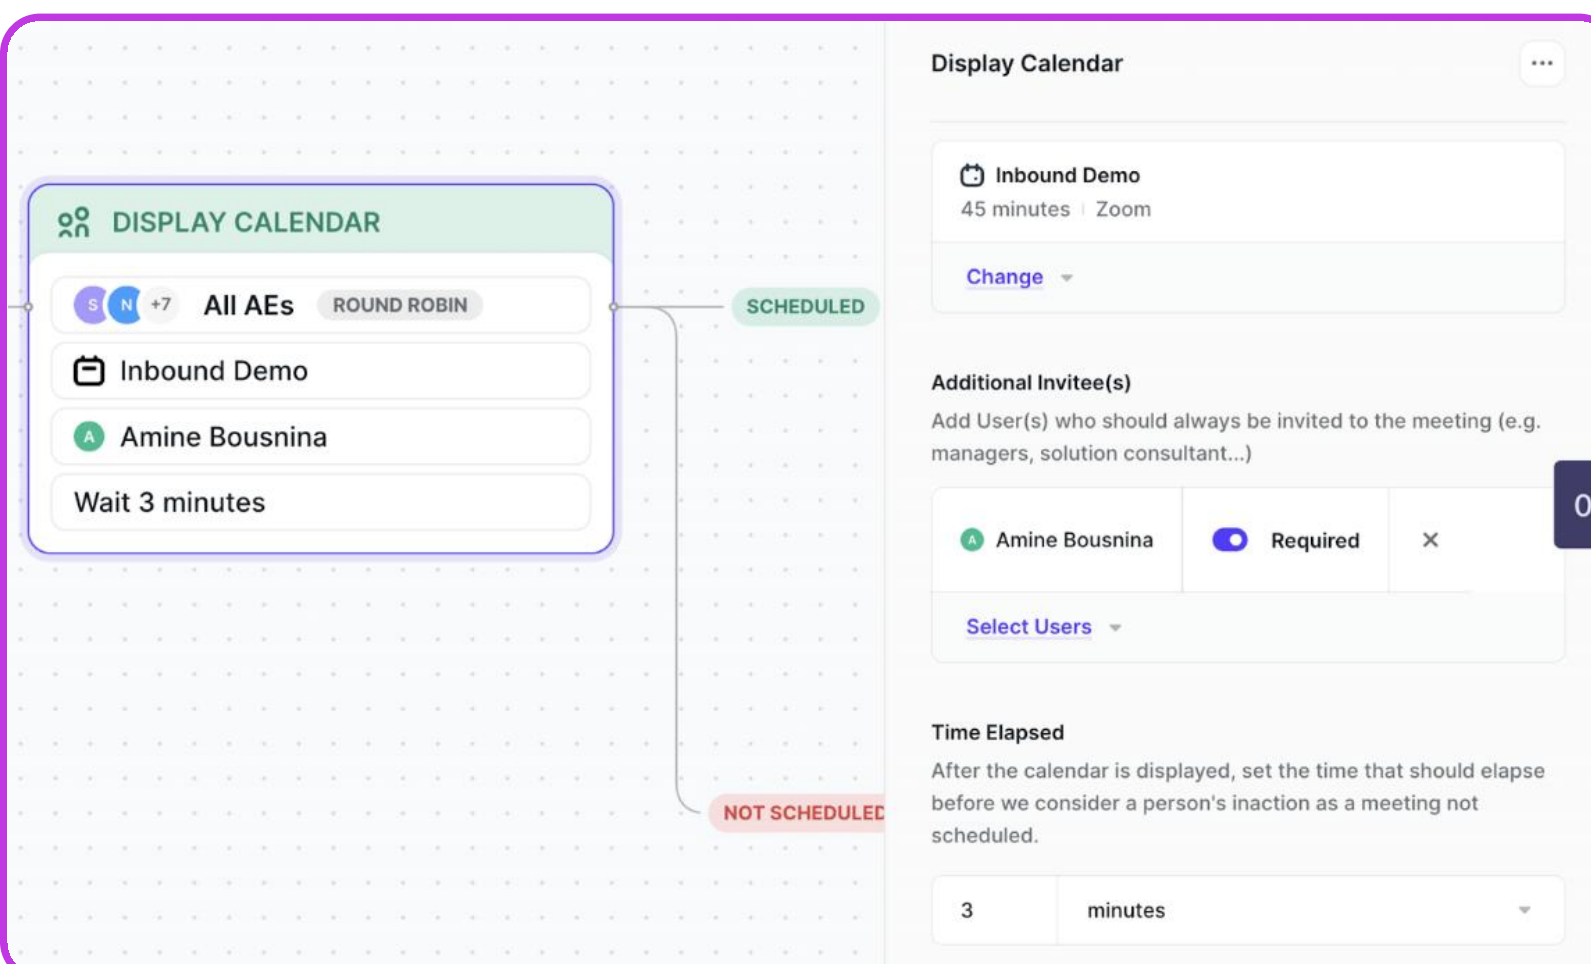 DISPLAY CALENDAR
S N +7 All AEs ROUND ROBIN
Inbound Demo
A Amine Bousnina
Wait 3 minutes
SCHEDULED
NOT SCHEDULED
Display Calendar
Inbound Demo
45 minutes Zoom
Change
Additional Invitee(s)
Add User(s) who should always be invited to the meeting (e.g.
managers, solution consultant...)
A Amine Bousnina Required
Select Users
Time Elapsed
After the calendar is displayed, set the time that should elapse
before we consider a person's inaction as a meeting not
scheduled.
3 minutes